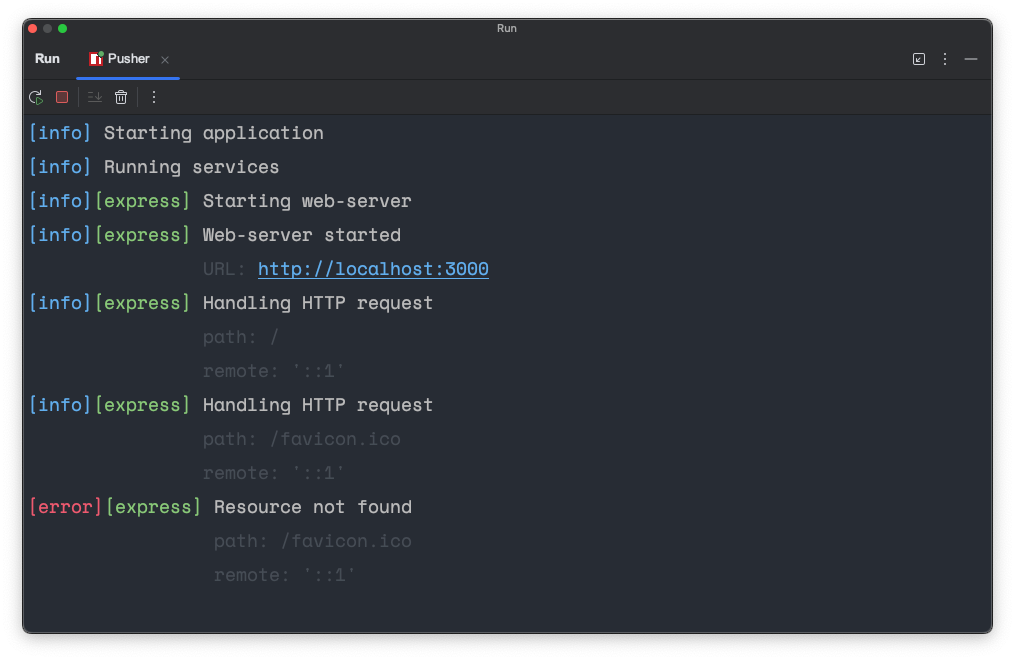 Run
Run Pusher
[info] Starting application
[info] Running services
[info][express] Starting web-server
[info][express] Web-server started
URL: http://localhost:3000
[info][express] Handling HTTP request
path: /
remote: '::1'
[info][express] Handling HTTP request
path: /favicon.ico
remote: '::1'
[error][express] Resource not found
path: /favicon.ico
remote: '::1'